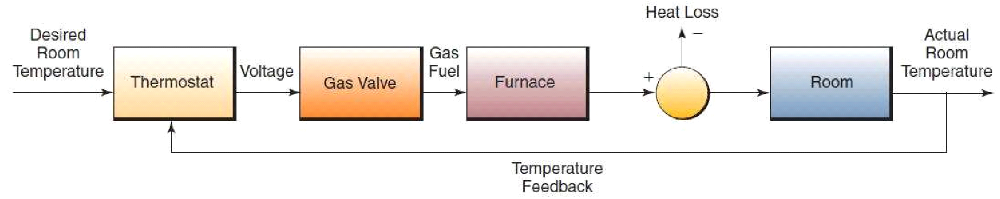 Desired
Room
Temperature
Thermostat
Voltage
Gas Valve
Gas
Fuel
Furnace
Heat Loss
−
+
Room
Actual
Room
Temperature
Temperature
Feedback